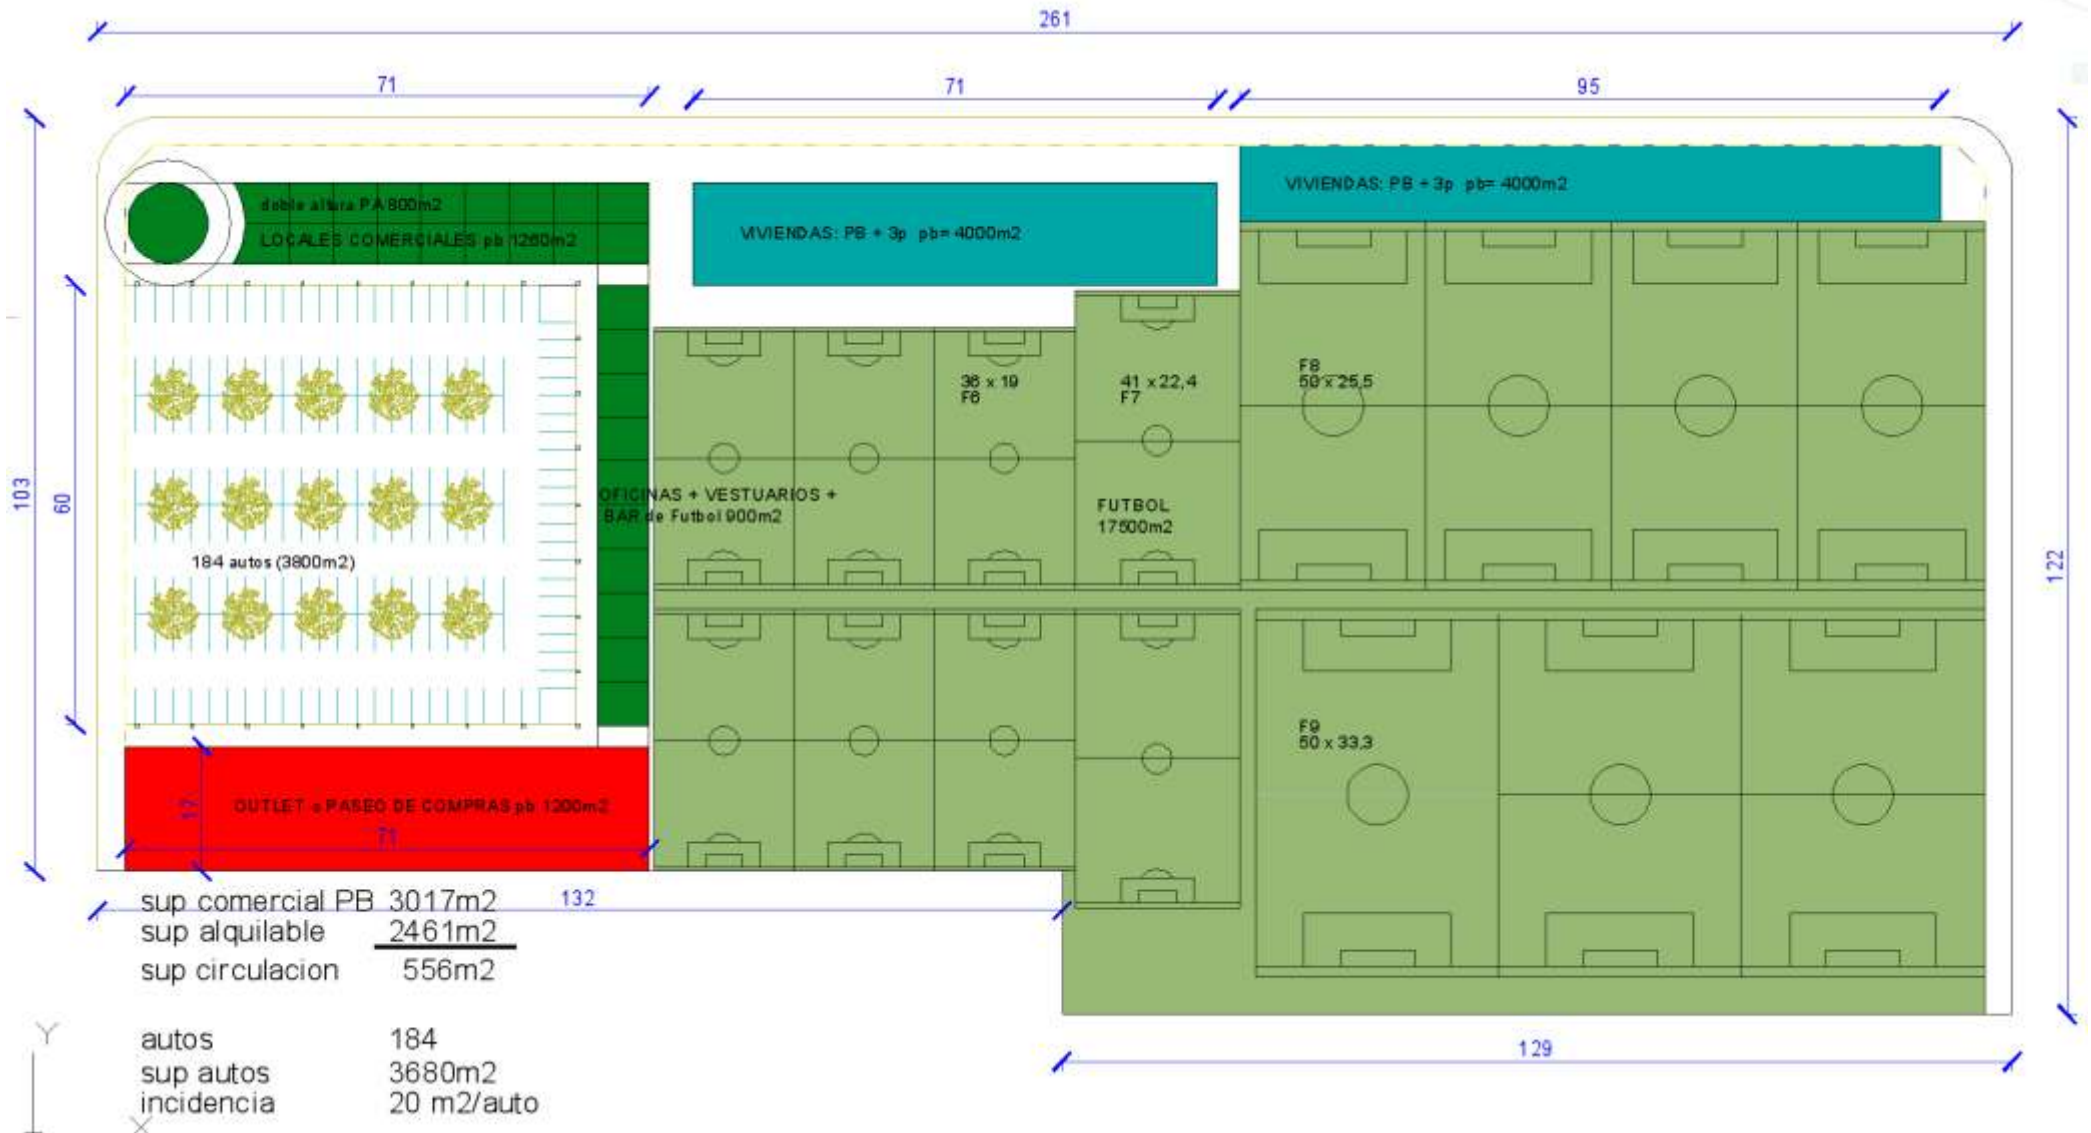 261
71
71
95
VIVIENDAS: PB + 3p pb= 4000m2
doble altura PA 800m2
LOCALES COMERCIALES pb 1260m2
VIVIENDAS: PB + 3p pb= 4000m2
103
60
122
36 x 19
F6
41 x 22,4
F7
F8
50 x 25,5
OFICINAS + VESTUARIOS +
BAR de Futbol 900m2
FUTBOL
17500m2
184 autos (3800m2)
F9
50 x 33,3
17
OUTLET o PASEO DE COMPRAS pb 1200m2
71
132
sup comercial PB 3017m2
sup alquilable 2461m2
sup circulacion 556m2
129
autos 184
sup autos 3680m2
incidencia 20 m2/auto
Y
X